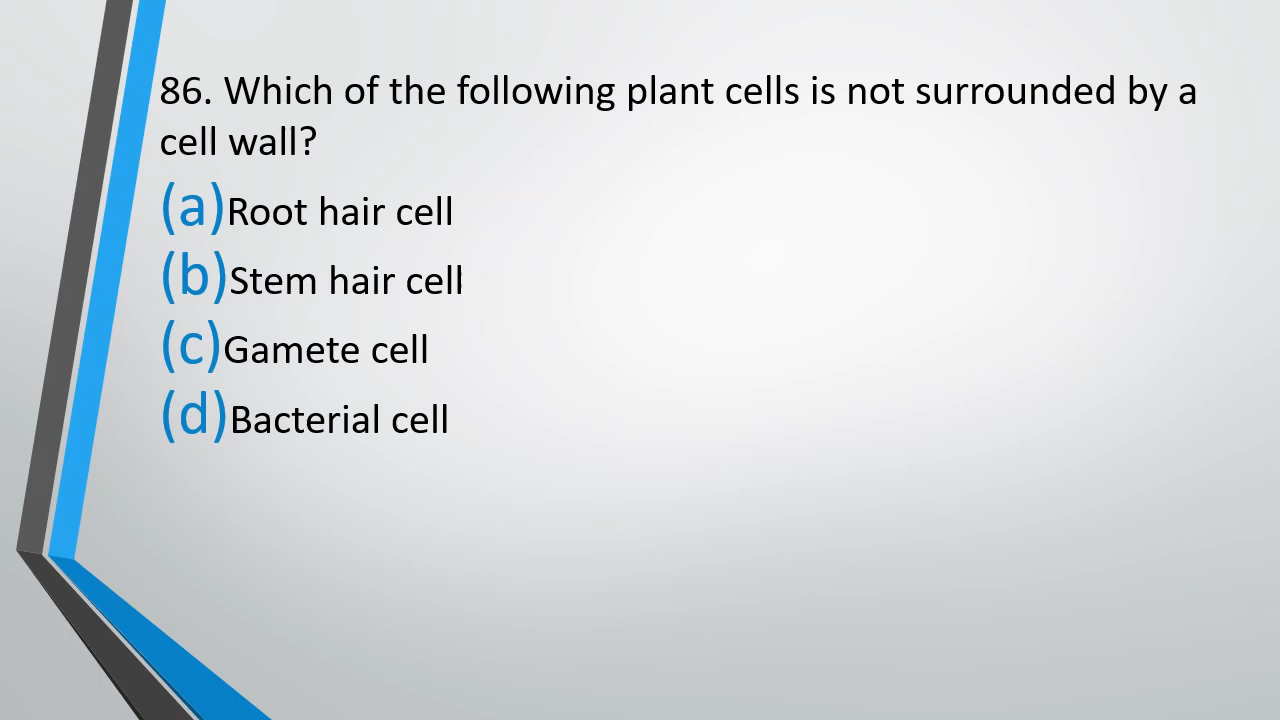 86. Which of the following plant cells is not surrounded by a
cell wall?
(a)Root hair cell
(b)Stem hair cell
(c)Gamete cell
(d)Bacterial cell